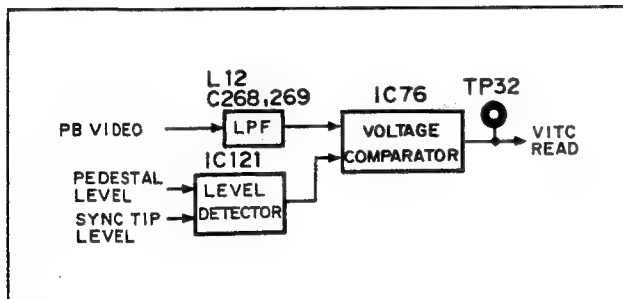 L12
C268,269
IC76
TP32
PB VIDEO
LPF
VOLTAGE
COMPARATOR
VITC
READ
IC121
PEDESTAL
LEVEL
SYNC TIP
LEVEL
LEVEL
DETECTOR